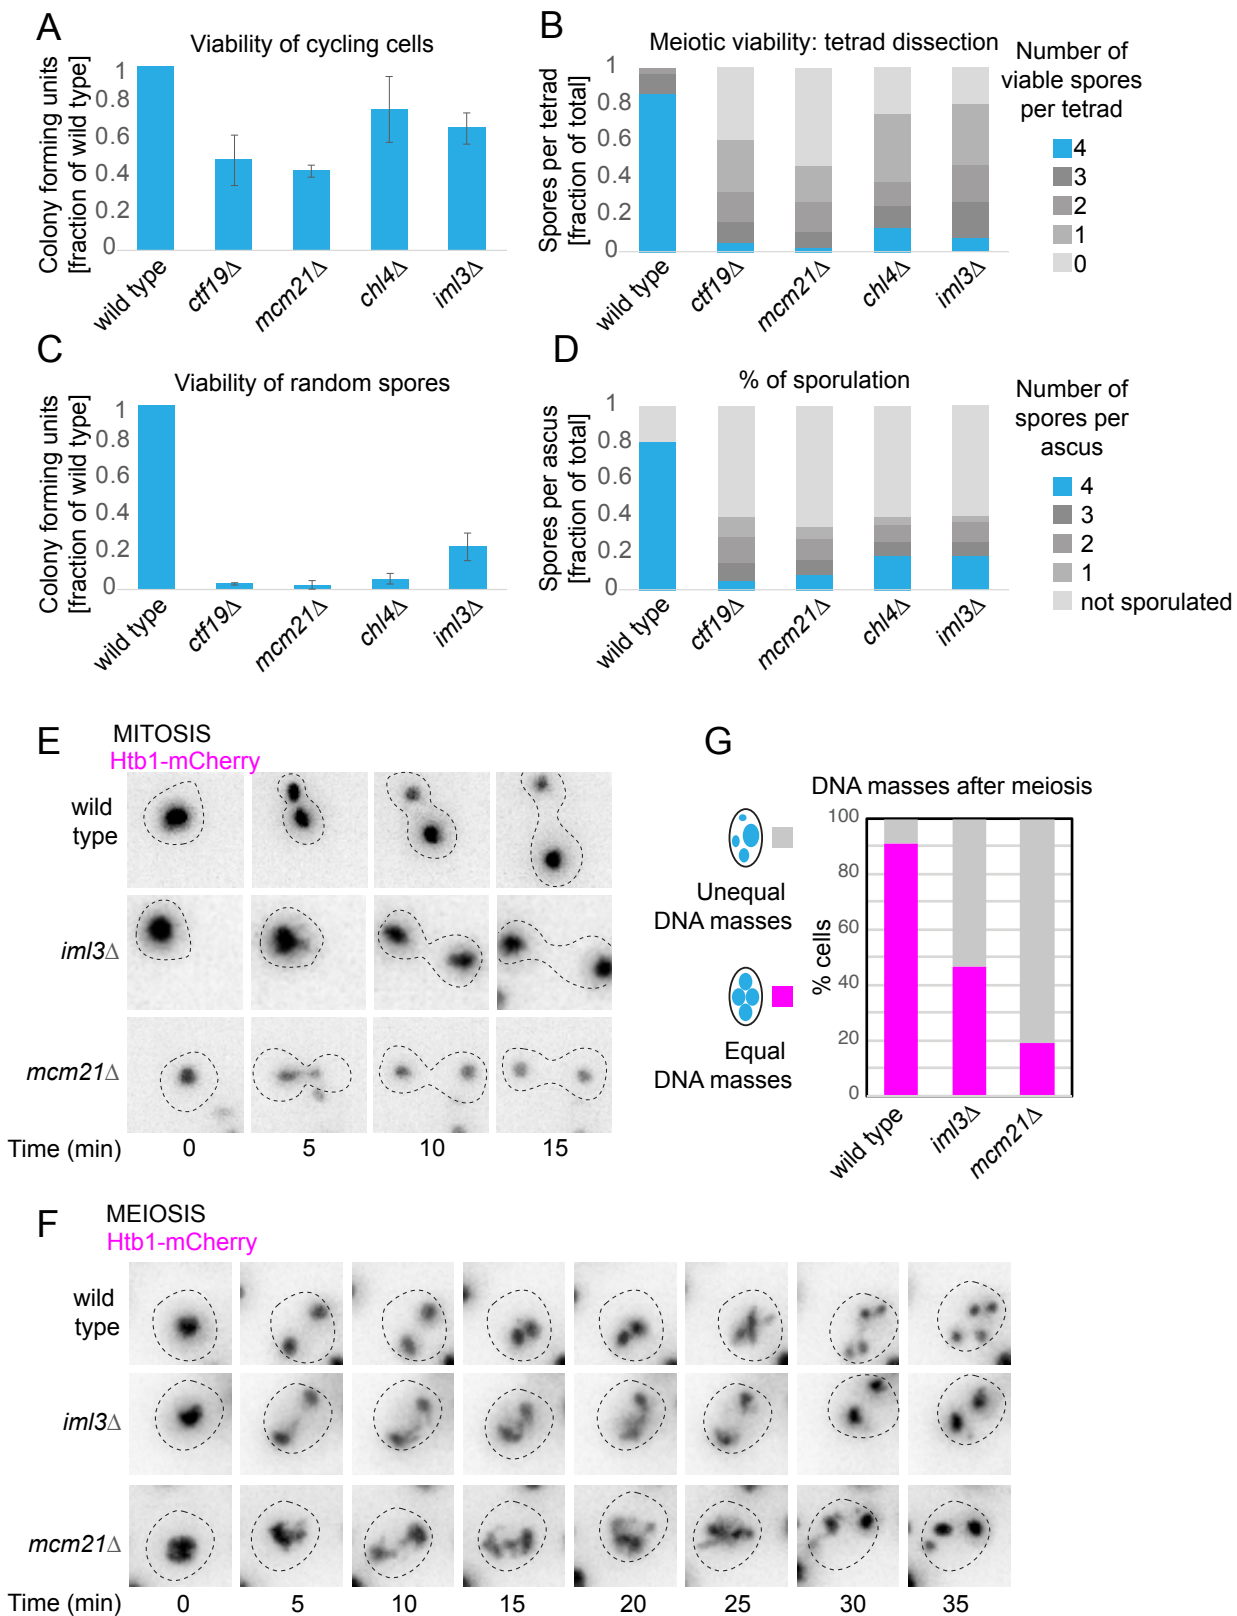 A
Viability of cycling cells
Colony forming units
[fraction of wild type]
1
0.8
0.6
0.4
0.2
0
wild type
ctf19Δ
mcm21Δ
chl4Δ
iml3Δ
B
Meiotic viability: tetrad dissection
Spores per tetrad
[fraction of total]
1
0.8
0.6
0.4
0.2
0
wild type
ctf19Δ
mcm21Δ
chl4Δ
iml3Δ
Number of
viable spores
per tetrad
4
3
2
1
0
C
Viability of random spores
Colony forming units
[fraction of wild type]
1
0.8
0.6
0.4
0.2
0
wild type
ctf19Δ
mcm21Δ
chl4Δ
iml3Δ
D
% of sporulation
Spores per ascus
[fraction of total]
1
0.8
0.6
0.4
0.2
0
wild type
ctf19Δ
mcm21Δ
chl4Δ
iml3Δ
Number of
spores per
ascus
4
3
2
1
not sporulated
E
MITOSIS
Htb1-mCherry
wild
type
iml3Δ
mcm21Δ
Time (min)
0
5
10
15
G
DNA masses after meiosis
Unequal
DNA masses
Equal
DNA masses
% cells
100
80
60
40
20
0
wild type
iml3Δ
mcm21Δ
F
MEIOSIS
Htb1-mCherry
wild
type
iml3Δ
mcm21Δ
Time (min)
0
5
10
15
20
25
30
35